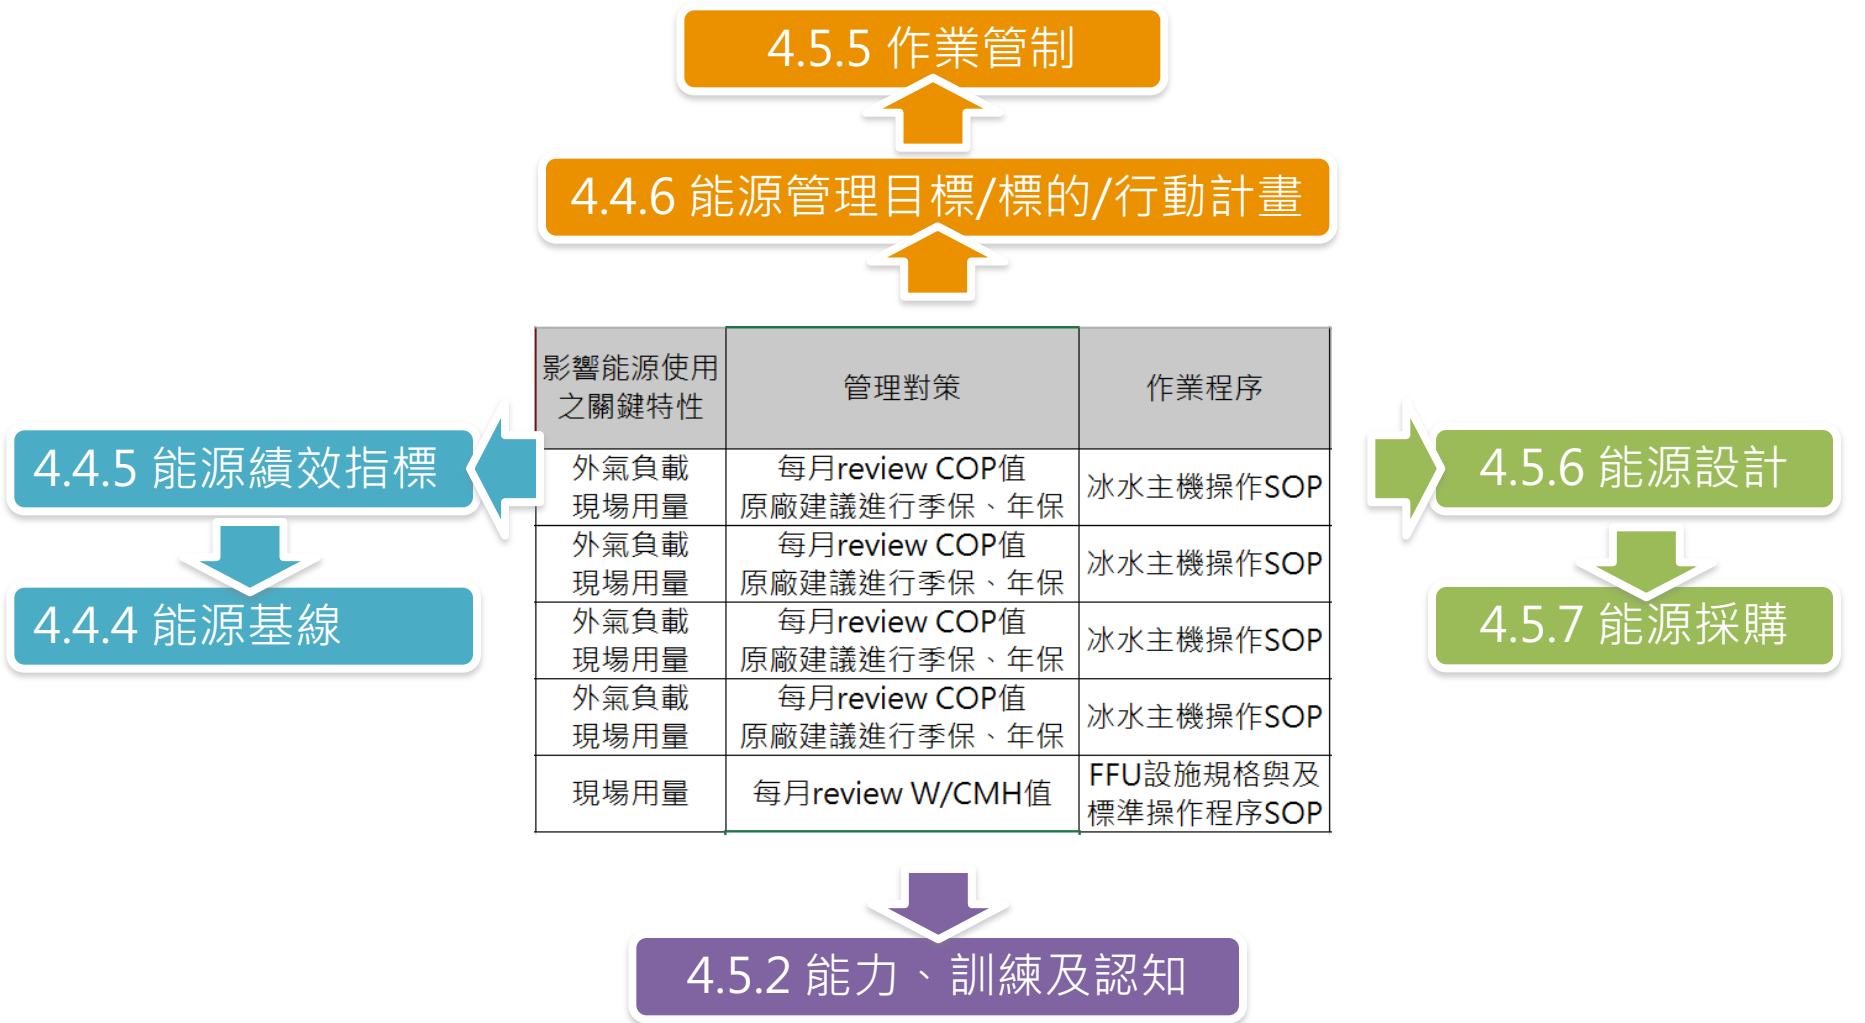 4.5.5 作業管制
4.4.6 能源管理目標/標的/行動計畫
4.4.5 能源績效指標
4.4.4 能源基線
影響能源使用
之關鍵特性
管理對策
作業程序
外氣負載
現場用量
每月review COP值
原廠建議進行季保、年保
冰水主機操作SOP
外氣負載
現場用量
每月review COP值
原廠建議進行季保、年保
冰水主機操作SOP
外氣負載
現場用量
每月review COP值
原廠建議進行季保、年保
冰水主機操作SOP
外氣負載
現場用量
每月review COP值
原廠建議進行季保、年保
冰水主機操作SOP
現場用量
每月review W/CMH值
FFU設施規格與及
標準操作程序SOP
4.5.6 能源設計
4.5.7 能源採購
4.5.2 能力、訓練及認知